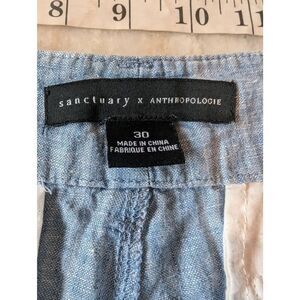 8 9 10 11
sanctuary x ANTHROPOLOGIE
30
MADE IN CHINA
FABRIQUE EN CHINE